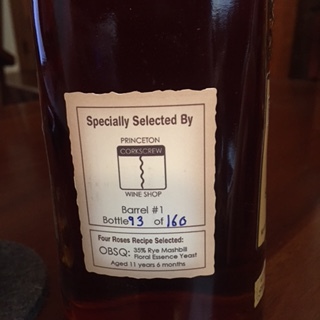 Specially Selected By
PRINCETON
CORKSCREW
WINE SHOP
Barrel #1
Bottle 93 of 160
Four Roses Recipe Selected:
OBSQ: 35% Rye Mashbill
Floral Essence Yeast
Aged 11 years 6 months